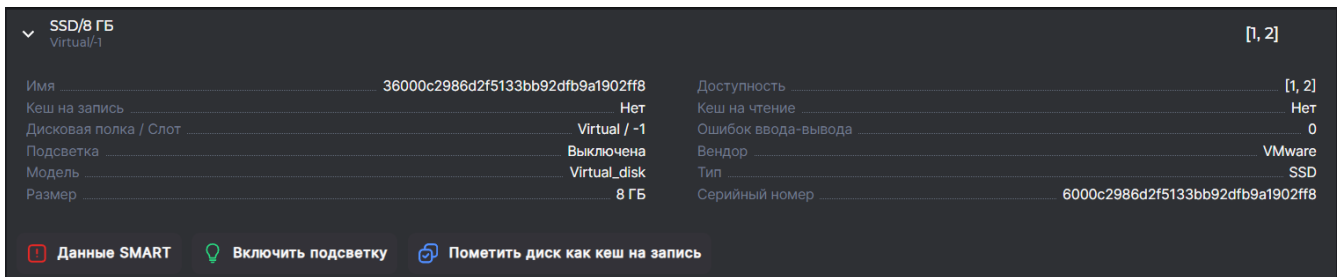 SSD/8 ГБ
Virtual/-1
[1, 2]
Имя 36000c2986d2f5133bb92dfb9a1902ff8
Доступность [1, 2]
Кеш на запись Нет
Кеш на чтение Нет
Дисковая полка / Слот Virtual / -1
Ошибок ввода-вывода 0
Подсветка Выключена
Вендор VMware
Модель Virtual_disk
Тип SSD
Размер 8 ГБ
Серийный номер 6000c2986d2f5133bb92dfb9a1902ff8
Данные SMART Включить подсветку Пометить диск как кеш на запись